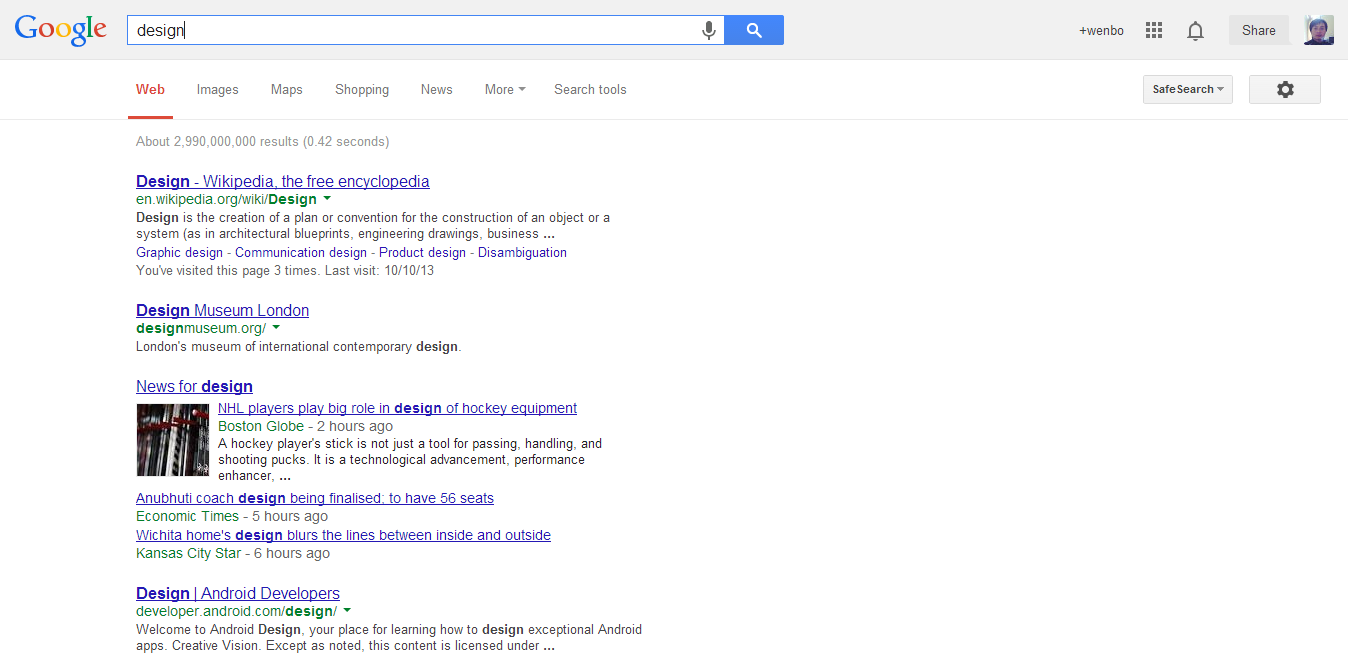 Google
design
+wenbo
Share
Web Images Maps Shopping News More Search tools
SafeSearch
About 2,990,000,000 results (0.42 seconds)
Design - Wikipedia, the free encyclopedia
en.wikipedia.org/wiki/Design
Design is the creation of a plan or convention for the construction of an object or a
system (as in architectural blueprints, engineering drawings, business ...
Graphic design - Communication design - Product design - Disambiguation
You've visited this page 3 times. Last visit: 10/10/13
Design Museum London
designmuseum.org/
London's museum of international contemporary design.
News for design
NHL players play big role in design of hockey equipment
Boston Globe - 2 hours ago
A hockey player's stick is not just a tool for passing, handling, and
shooting pucks. It is a technological advancement, performance
enhancer, ...
Anubhuti coach design being finalised; to have 56 seats
Economic Times - 5 hours ago
Wichita home's design blurs the lines between inside and outside
Kansas City Star - 6 hours ago
Design | Android Developers
developer.android.com/design/
Welcome to Android Design, your place for learning how to design exceptional Android
apps. Creative Vision. Except as noted, this content is licensed under ...